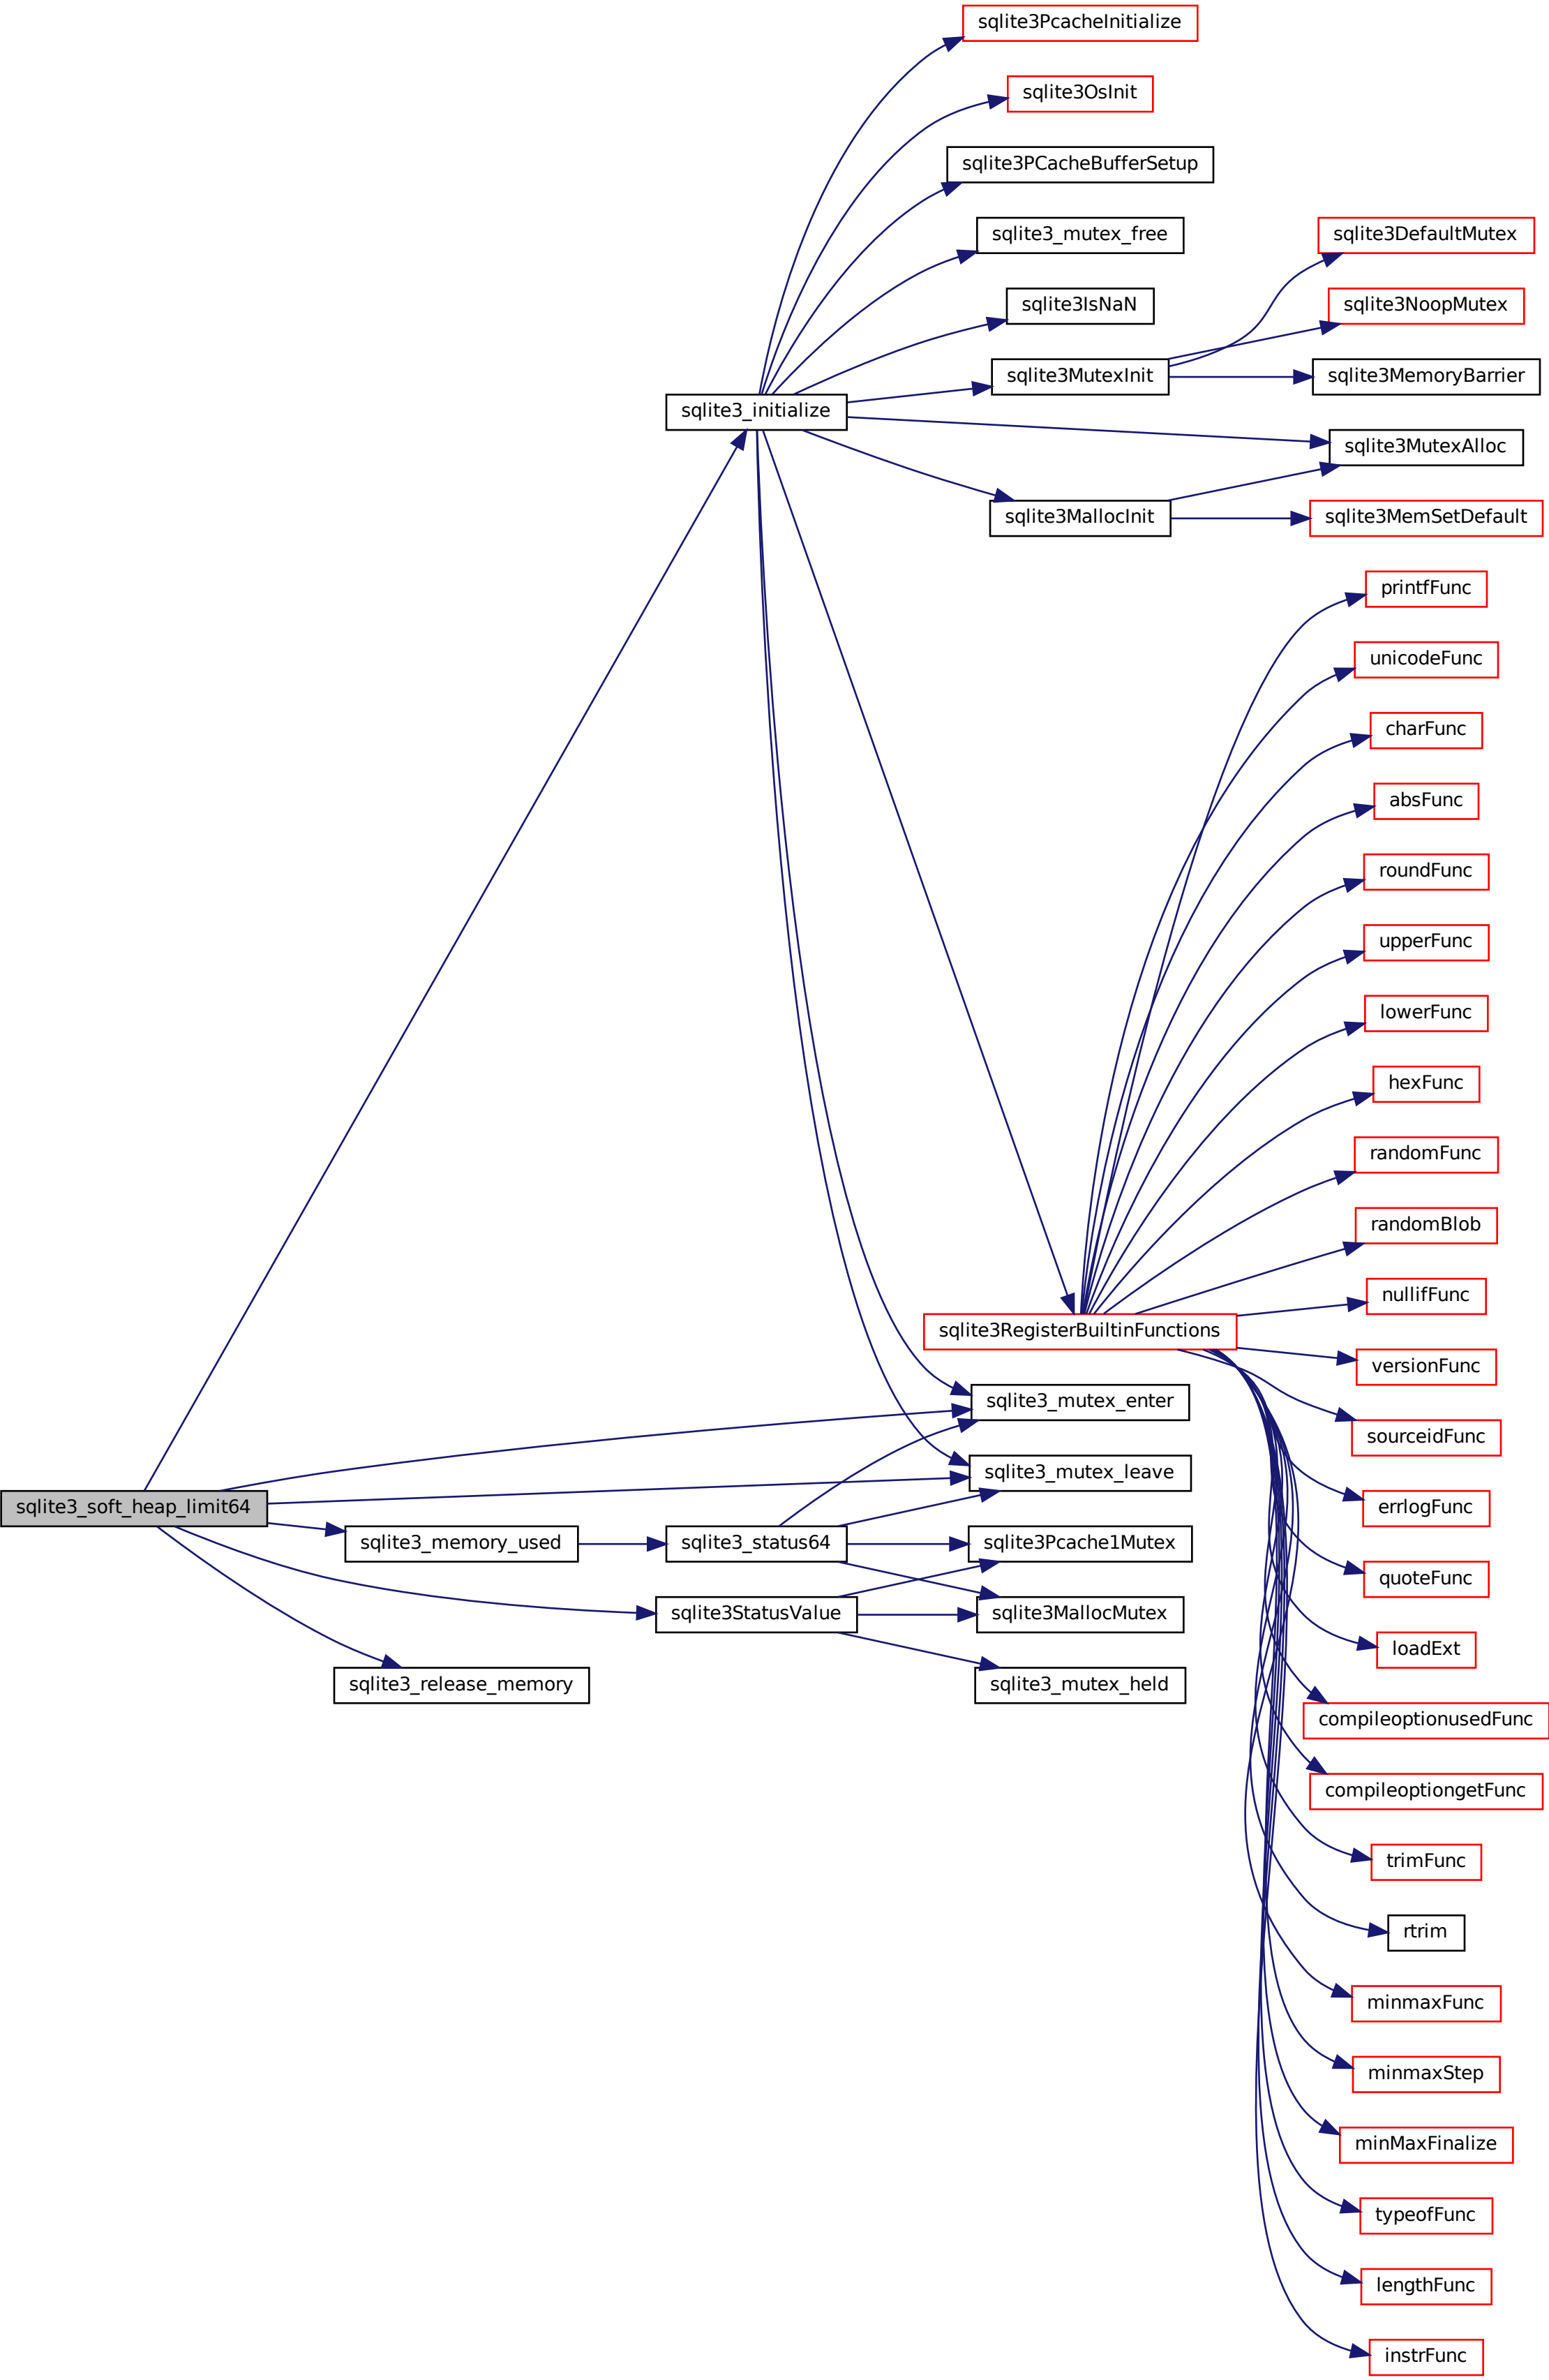 sqlite3PcacheInitialize
sqlite3OsInit
sqlite3PCacheBufferSetup
sqlite3_mutex_free
sqlite3DefaultMutex
sqlite3IsNaN
sqlite3NoopMutex
sqlite3MutexInit
sqlite3MemoryBarrier
sqlite3_initialize
sqlite3MutexAlloc
sqlite3MallocInit
sqlite3MemSetDefault
printfFunc
unicodeFunc
charFunc
absFunc
roundFunc
upperFunc
lowerFunc
hexFunc
randomFunc
randomBlob
nullifFunc
sqlite3RegisterBuiltinFunctions
versionFunc
sqlite3_mutex_enter
sourceidFunc
sqlite3_mutex_leave
sqlite3_soft_heap_limit64
errlogFunc
sqlite3_memory_used
sqlite3_status64
sqlite3Pcache1Mutex
quoteFunc
sqlite3StatusValue
sqlite3MallocMutex
loadExt
sqlite3_release_memory
sqlite3_mutex_held
compileoptionusedFunc
compileoptiongetFunc
trimFunc
rtrim
minmaxFunc
minmaxStep
minMaxFinalize
typeofFunc
lengthFunc
instrFunc